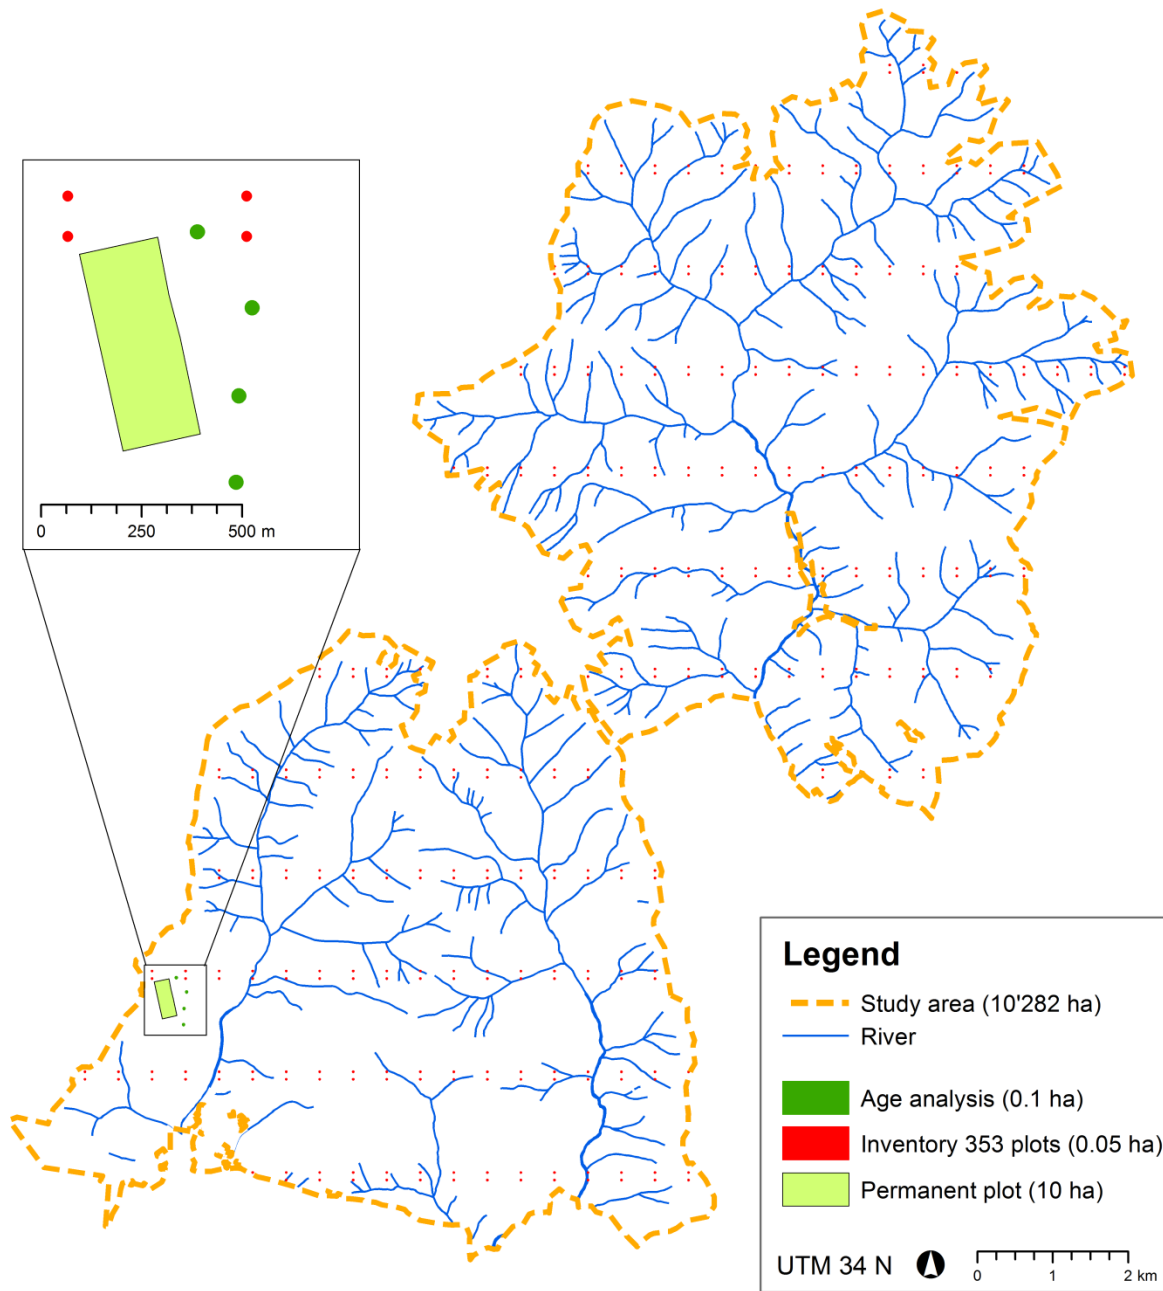 0 250 500 m
Legend
Study area (10'282 ha)
River
Age analysis (0.1 ha)
Inventory 353 plots (0.05 ha)
Permanent plot (10 ha)
UTM 34 N
0 1 2 km